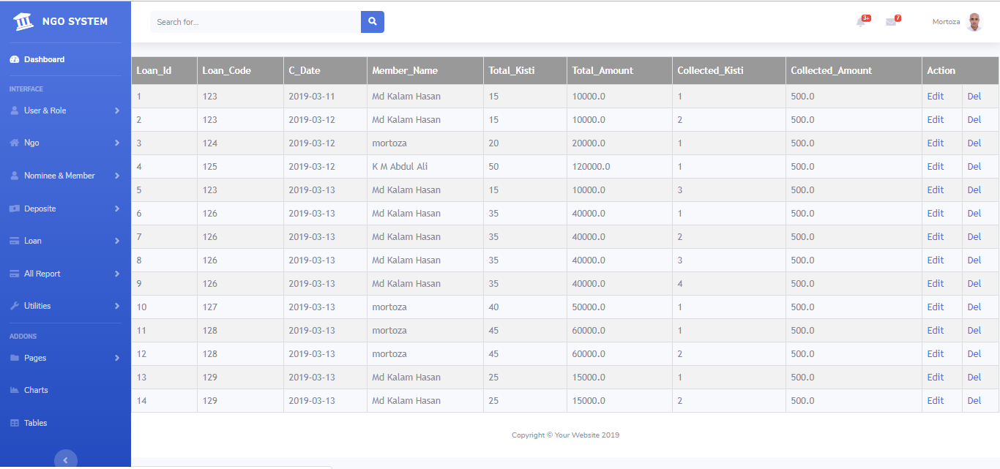 NGO SYSTEM
Search for...
3+
7
Mortoza
Dashboard
INTERFACE
User & Role
Ngo
Nominee & Member
Deposite
Loan
All Report
Utilities
ADDONS
Pages
Charts
Tables
Loan_Id Loan_Code C_Date Member_Name Total_Kisti Total_Amount Collected_Kisti Collected_Amount Action
1 123 2019-03-11 Md Kalam Hasan 15 10000.0 1 500.0 Edit Del
2 123 2019-03-12 Md Kalam Hasan 15 10000.0 2 500.0 Edit Del
3 124 2019-03-12 mortoza 20 20000.0 1 500.0 Edit Del
4 125 2019-03-12 K M Abdul Ali 50 120000.0 1 500.0 Edit Del
5 123 2019-03-13 Md Kalam Hasan 15 10000.0 3 500.0 Edit Del
6 126 2019-03-13 Md Kalam Hasan 35 40000.0 1 500.0 Edit Del
7 126 2019-03-13 Md Kalam Hasan 35 40000.0 2 500.0 Edit Del
8 126 2019-03-13 Md Kalam Hasan 35 40000.0 3 500.0 Edit Del
9 126 2019-03-13 Md Kalam Hasan 35 40000.0 4 500.0 Edit Del
10 127 2019-03-13 mortoza 40 50000.0 1 500.0 Edit Del
11 128 2019-03-13 mortoza 45 60000.0 1 500.0 Edit Del
12 128 2019-03-13 mortoza 45 60000.0 2 500.0 Edit Del
13 129 2019-03-13 Md Kalam Hasan 25 15000.0 1 500.0 Edit Del
14 129 2019-03-13 Md Kalam Hasan 25 15000.0 2 500.0 Edit Del
Copyright © Your Website 2019